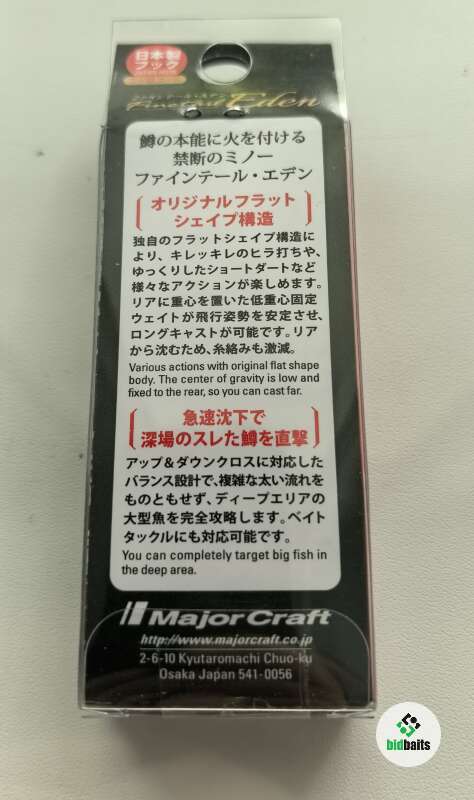 日本製
フック
Finetail Eden
鱒の本能に火を付ける
禁断のミノー
ファインテール・エデン
オリジナルフラット
シェイプ構造
独自のフラットシェイプ構造に
より、キレッキレのヒラ打ちや、
ゆっくりしたショートダートなど
様々なアクションが楽しめます。
リアに重心を置いた低重心固定
ウェイトが飛行姿勢を安定させ、
ロングキャストが可能です。リア
から沈むため、糸絡みも激減。
Various actions with original flat shape
body. The center of gravity is low and
fixed to the rear, so you can cast far.
急速沈下で
深場のスレた鱒を直撃
アップ&ダウンクロスに対応した
バランス設計で、複雑な太い流れを
ものともせず、ディープエリアの
大型魚を完全攻略します。ベイト
タックルにも対応可能です。
You can completely target big fish in
the deep area.
Major Craft
http://www.majorcraft.co.jp
2-6-10 Kyutaromachi Chuo-ku
Osaka Japan 541-0056
bidbaits